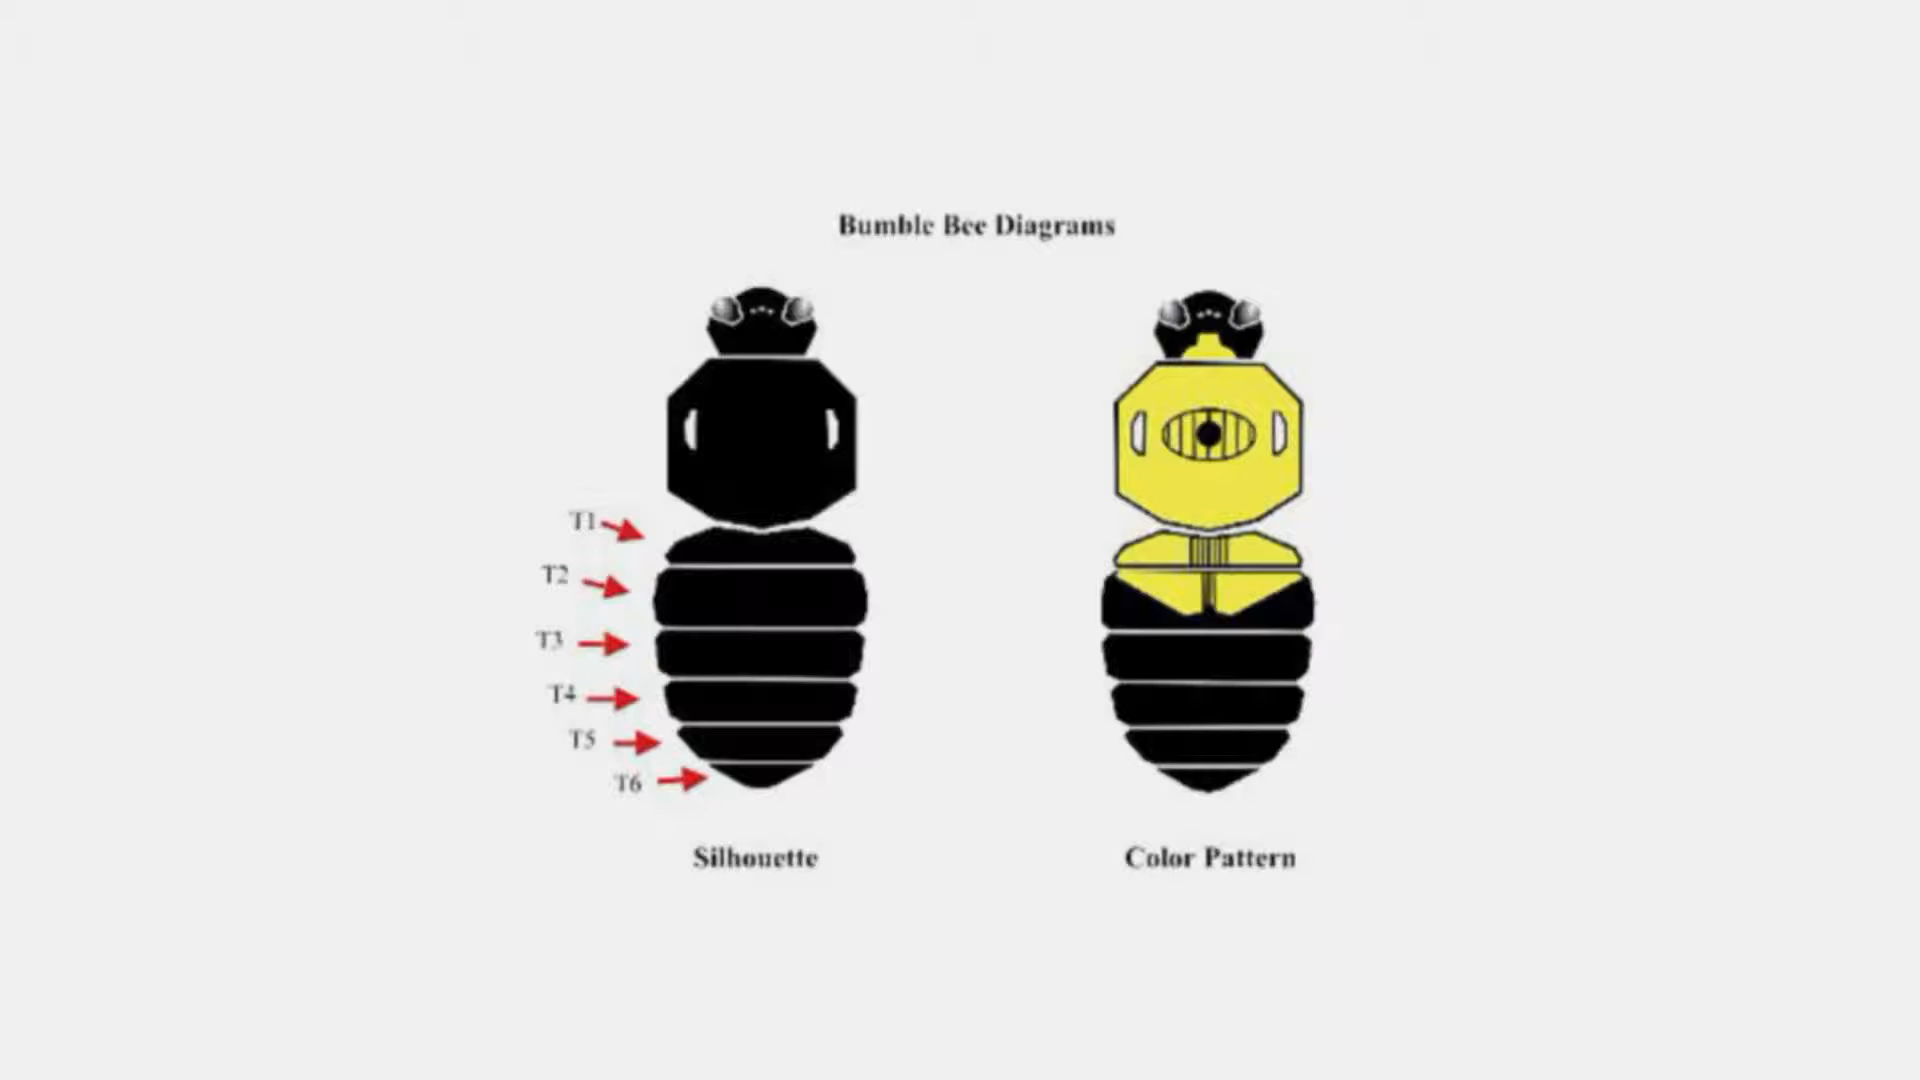 Bumble Bee Diagrams
T1
T2
T3
T4
T5
T6
Silhouette
Color Pattern